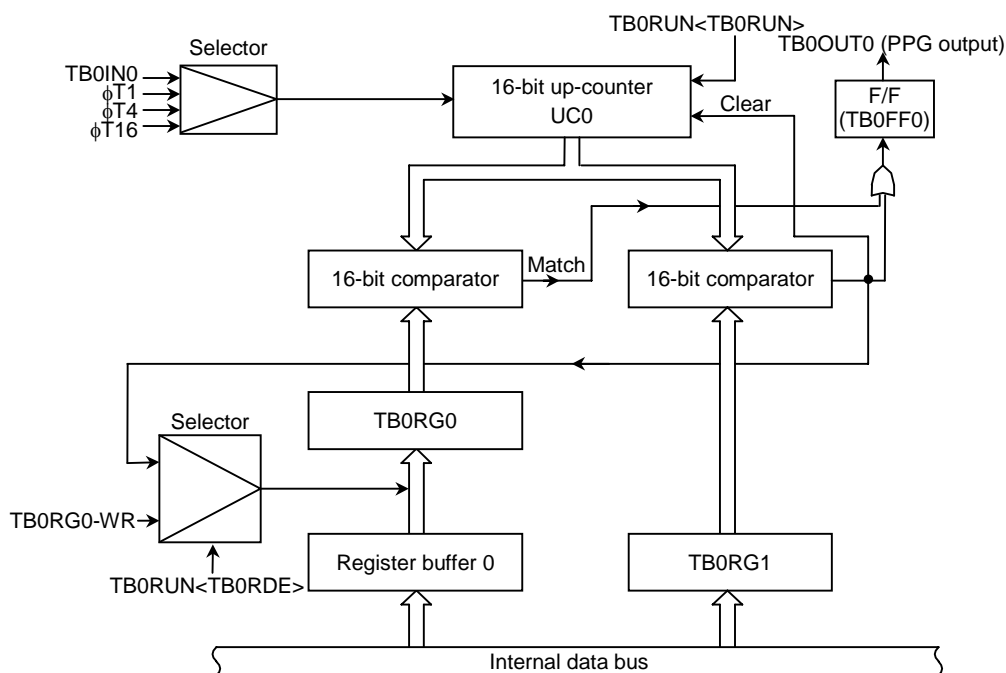 TB0RUN<TB0RUN>
TB0OUT0 (PPG output)
Selector
TB0IN0
ϕT1
ϕT4
ϕT16
16-bit up-counter
UC0
Clear
F/F
(TB0FF0)
16-bit comparator
Match
16-bit comparator
TB0RG0
Selector
TB0RG0-WR
TB0RUN<TB0RDE>
Register buffer 0
TB0RG1
Internal data bus